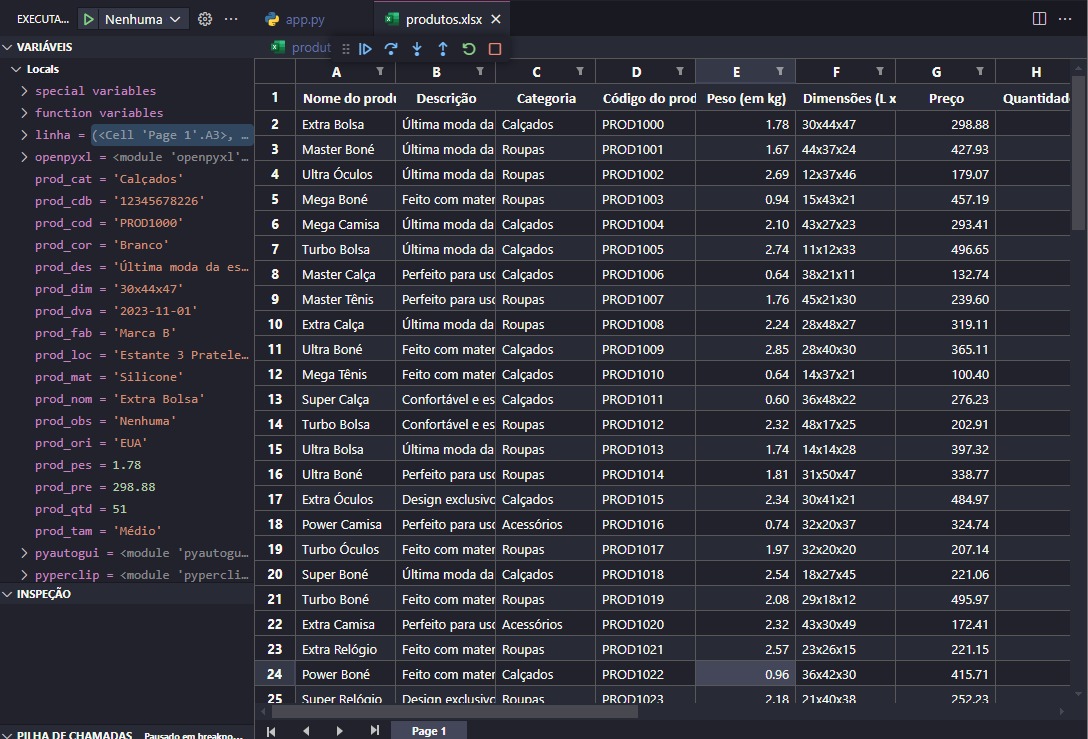 EXECUTA... Nenhuma ...
app.py produtos.xlsx
VARIÁVEIS
Locals
special variables
function variables
linha = (<Cell 'Page 1'.A3>, ...
openpyxl = <module 'openpyxl'...
prod_cat = 'Calçados'
prod_cdb = '12345678226'
prod_cod = 'PROD1000'
prod_cor = 'Branco'
prod_des = 'Última moda da es...
prod_dim = '30x44x47'
prod_dva = '2023-11-01'
prod_fab = 'Marca B'
prod_loc = 'Estante 3 Pratele...
prod_mat = 'Silicone'
prod_nom = 'Extra Bolsa'
prod_obs = 'Nenhuma'
prod_ori = 'EUA'
prod_pes = 1.78
prod_pre = 298.88
prod_qtd = 51
prod_tam = 'Médio'
pyautogui = <module 'pyautogu...
pyperclip = <module 'pypercli...
INSPEÇÃO
PILHA DE CHAMADAS Pausado em breakpo...
produt
A B C D E F G H
1 Nome do produ Descrição Categoria Código do prod Peso (em kg) Dimensões (L x Preço Quantidad
2 Extra Bolsa Última moda da Calçados PROD1000 1.78 30x44x47 298.88
3 Master Boné Última moda da Roupas PROD1001 1.67 44x37x24 427.93
4 Ultra Óculos Última moda da Roupas PROD1002 2.69 12x37x46 179.07
5 Mega Boné Feito com mater Roupas PROD1003 0.94 15x43x21 457.19
6 Mega Camisa Última moda da Calçados PROD1004 2.10 43x27x23 293.41
7 Turbo Bolsa Última moda da Calçados PROD1005 2.74 11x12x33 496.65
8 Master Calça Perfeito para uso Calçados PROD1006 0.64 38x21x11 132.74
9 Master Tênis Perfeito para uso Roupas PROD1007 1.76 45x21x30 239.60
10 Extra Calça Última moda da Roupas PROD1008 2.24 28x48x27 319.11
11 Ultra Boné Feito com mater Calçados PROD1009 2.85 28x40x30 365.11
12 Mega Tênis Feito com mater Calçados PROD1010 0.64 14x37x21 100.40
13 Super Calça Confortável e es Calçados PROD1011 0.60 36x48x22 276.23
14 Turbo Bolsa Confortável e es Roupas PROD1012 2.32 48x17x25 202.91
15 Ultra Bolsa Última moda da Roupas PROD1013 1.74 14x14x28 397.32
16 Ultra Boné Perfeito para uso Roupas PROD1014 1.81 31x50x47 338.77
17 Extra Óculos Design exclusivo Calçados PROD1015 2.34 30x41x21 484.97
18 Power Camisa Perfeito para uso Acessórios PROD1016 0.74 32x20x37 324.74
19 Turbo Óculos Feito com mater Roupas PROD1017 1.97 32x20x20 207.14
20 Super Boné Última moda da Calçados PROD1018 2.54 18x27x45 221.06
21 Turbo Boné Feito com mater Roupas PROD1019 2.08 29x18x12 495.97
22 Extra Camisa Perfeito para uso Acessórios PROD1020 2.32 43x30x49 172.41
23 Extra Relógio Feito com mater Roupas PROD1021 2.57 23x26x15 221.15
24 Power Boné Feito com mater Calçados PROD1022 0.96 36x42x30 415.71
25 Super Relógio Design exclusivo Roupas PROD1023 2.18 21x40x38 252.23
Page 1